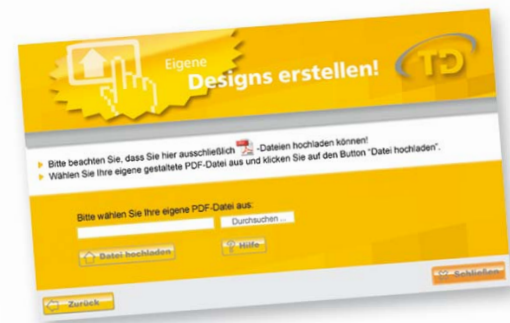 Eigene
Designs erstellen!
TD
Bitte beachten Sie, dass Sie hier ausschließlich -Dateien hochladen können!
Wählen Sie Ihre eigene gestaltete PDF-Datei aus und klicken Sie auf den Button "Datei hochladen".
Bitte wählen Sie Ihre eigene PDF-Datei aus:
Durchsuchen ...
Datei hochladen
Hilfe
Schließen
Zurück